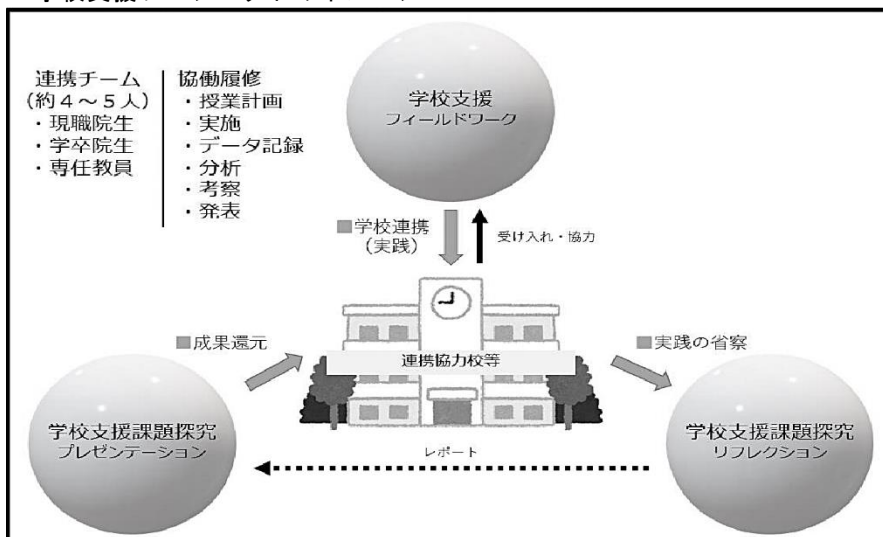 連携チーム
(約４～５人)
・現職院生
・学卒院生
・専任教員
協働履修
・授業計画
・実施
・データ記録
・分析
・考察
・発表
学校支援
フィールドワーク
■学校連携
(実践)
受け入れ・協力
■成果還元
連携協力校等
■実践の省察
学校支援課題探究
プレゼンテーション
レポート
学校支援課題探究
リフレクション